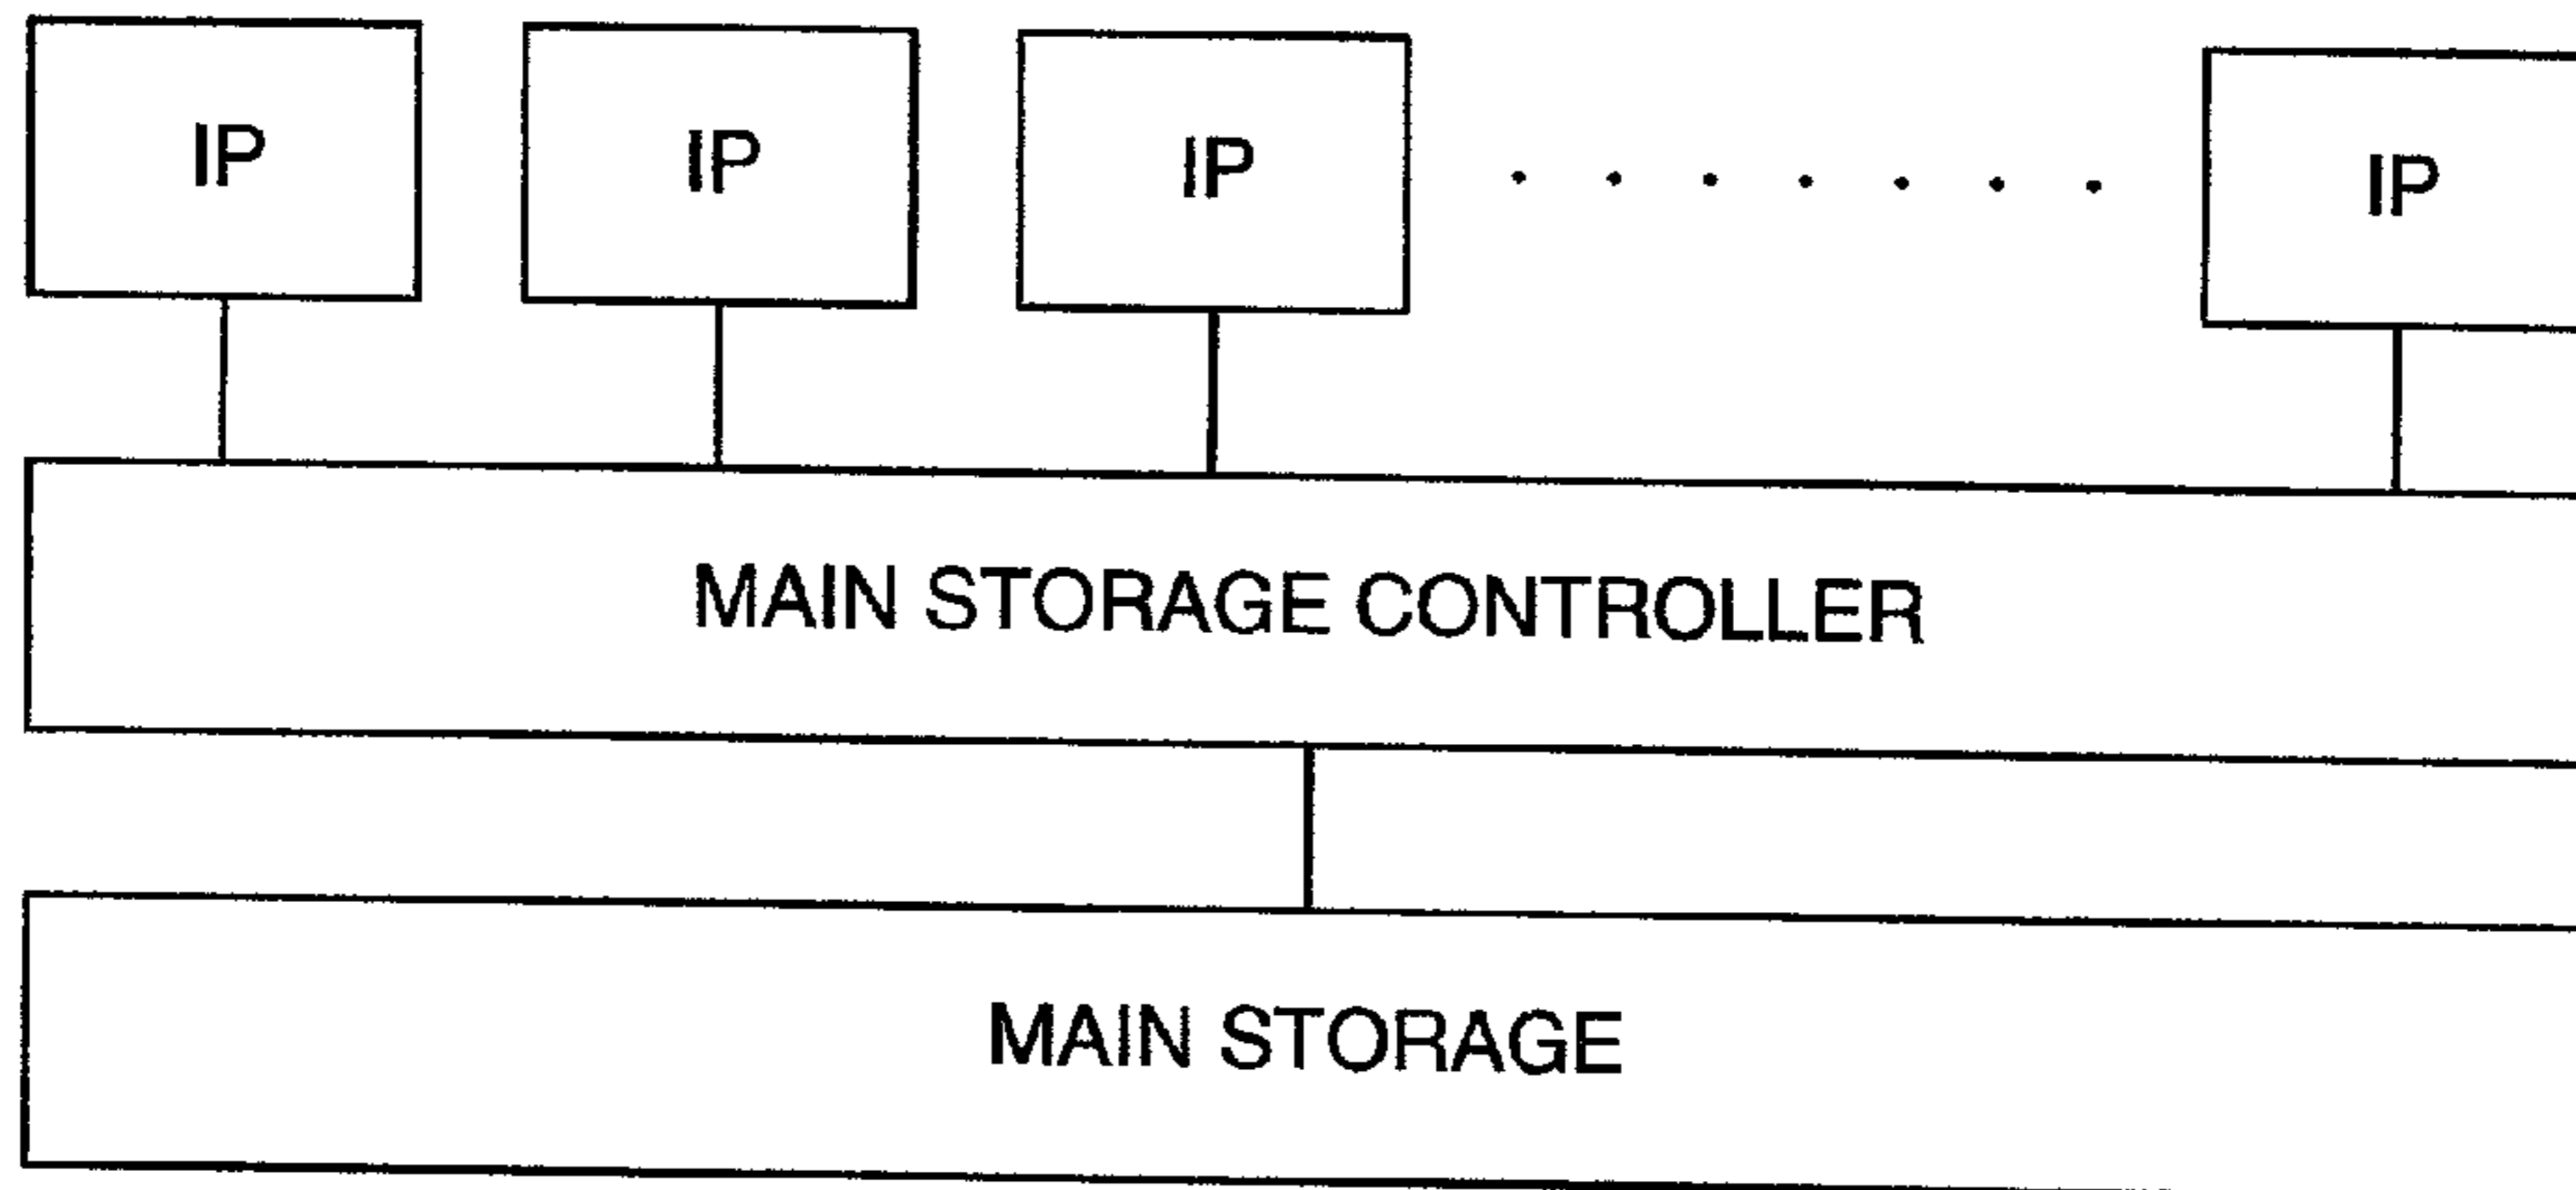 IP IP IP . . . . . . . IP
MAIN STORAGE CONTROLLER
MAIN STORAGE